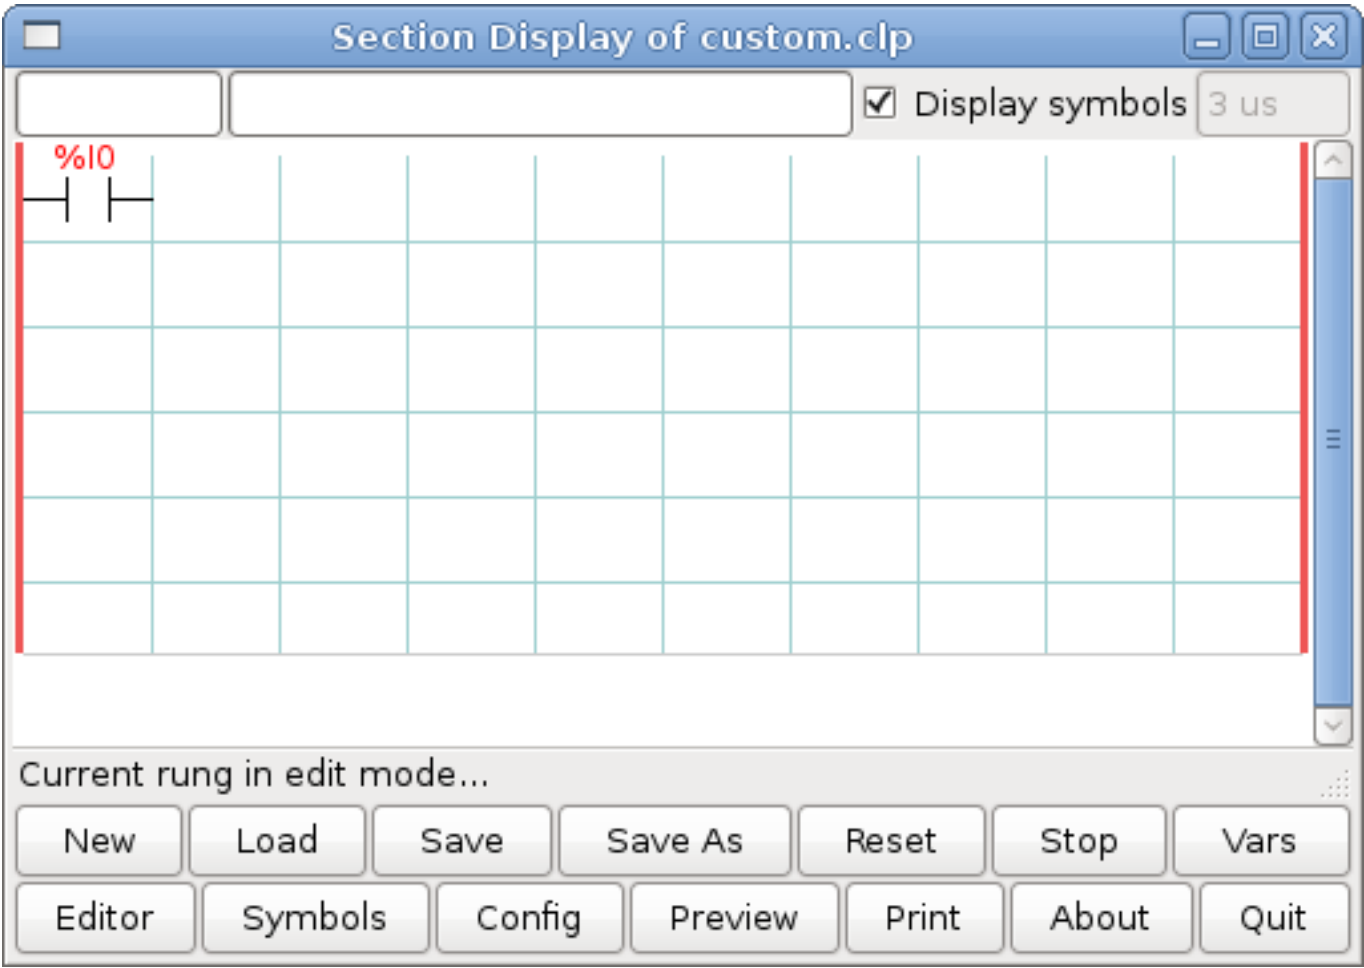 Section Display of custom.clp
Display symbols 3 us
%I0
Current rung in edit mode...
New Load Save Save As Reset Stop Vars
Editor Symbols Config Preview Print About Quit